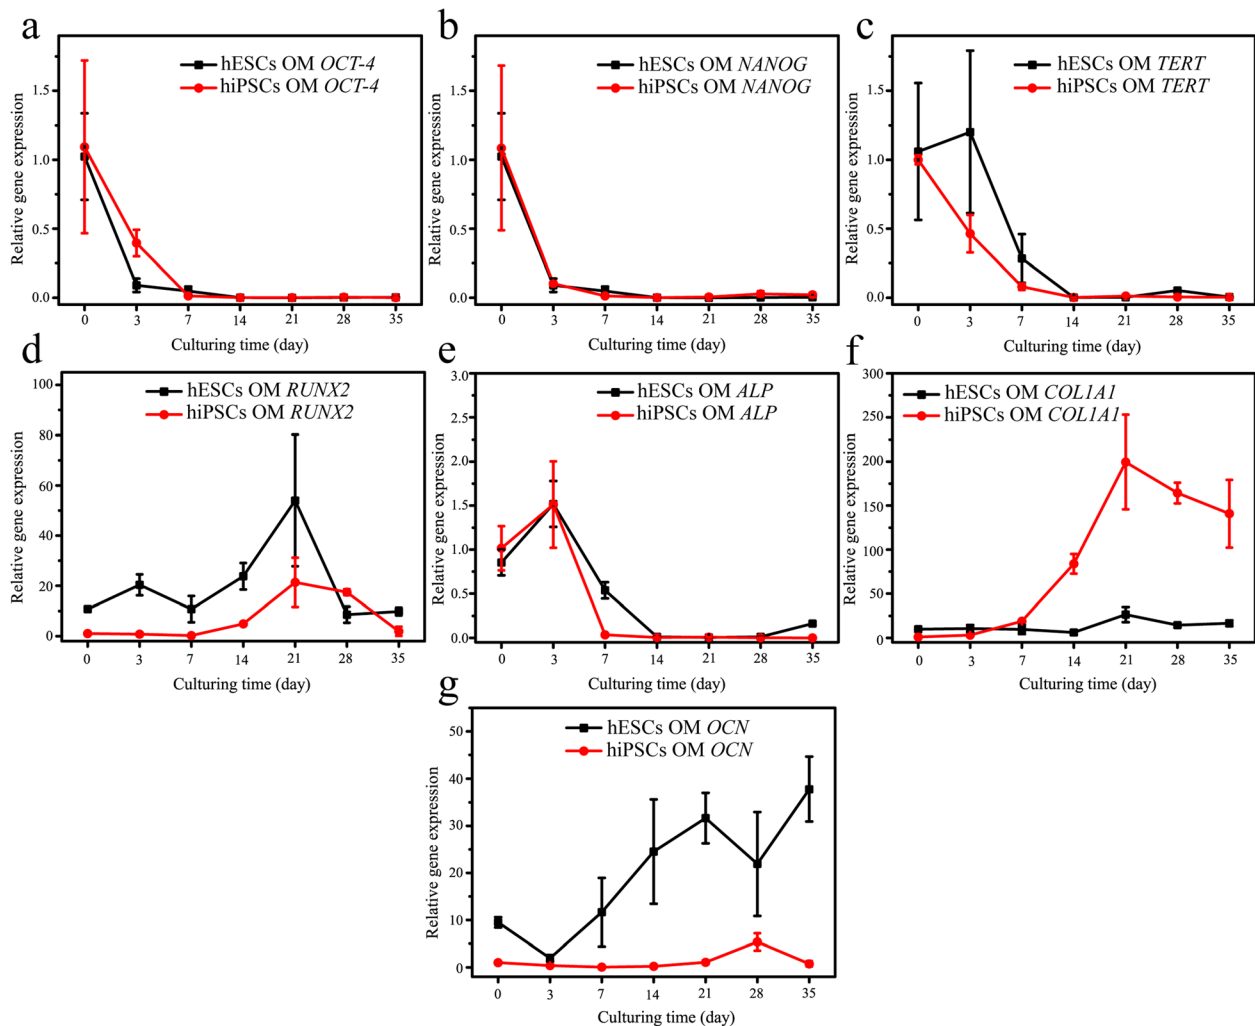 a
hESCs OM OCT-4
hiPSCs OM OCT-4
Relative gene expression
1.5
1.0
0.5
0.0
0 3 7 14 21 28 35
Culturing time (day)
b
hESCs OM NANOG
hiPSCs OM NANOG
Relative gene expression
1.5
1.0
0.5
0.0
0 3 7 14 21 28 35
Culturing time (day)
c
hESCs OM TERT
hiPSCs OM TERT
Relative gene expression
1.5
1.0
0.5
0.0
0 3 7 14 21 28 35
Culturing time (day)
d
hESCs OM RUNX2
hiPSCs OM RUNX2
Relative gene expression
100
80
60
40
20
0
0 3 7 14 21 28 35
Culturing time (day)
e
hESCs OM ALP
hiPSCs OM ALP
Relative gene expression
3.0
2.5
2.0
1.5
1.0
0.5
0.0
0 3 7 14 21 28 35
Culturing time (day)
f
hESCs OM COL1A1
hiPSCs OM COL1A1
Relative gene expression
300
250
200
150
100
50
0
0 3 7 14 21 28 35
Culturing time (day)
g
hESCs OM OCN
hiPSCs OM OCN
Relative gene expression
50
40
30
20
10
0
0 3 7 14 21 28 35
Culturing time (day)